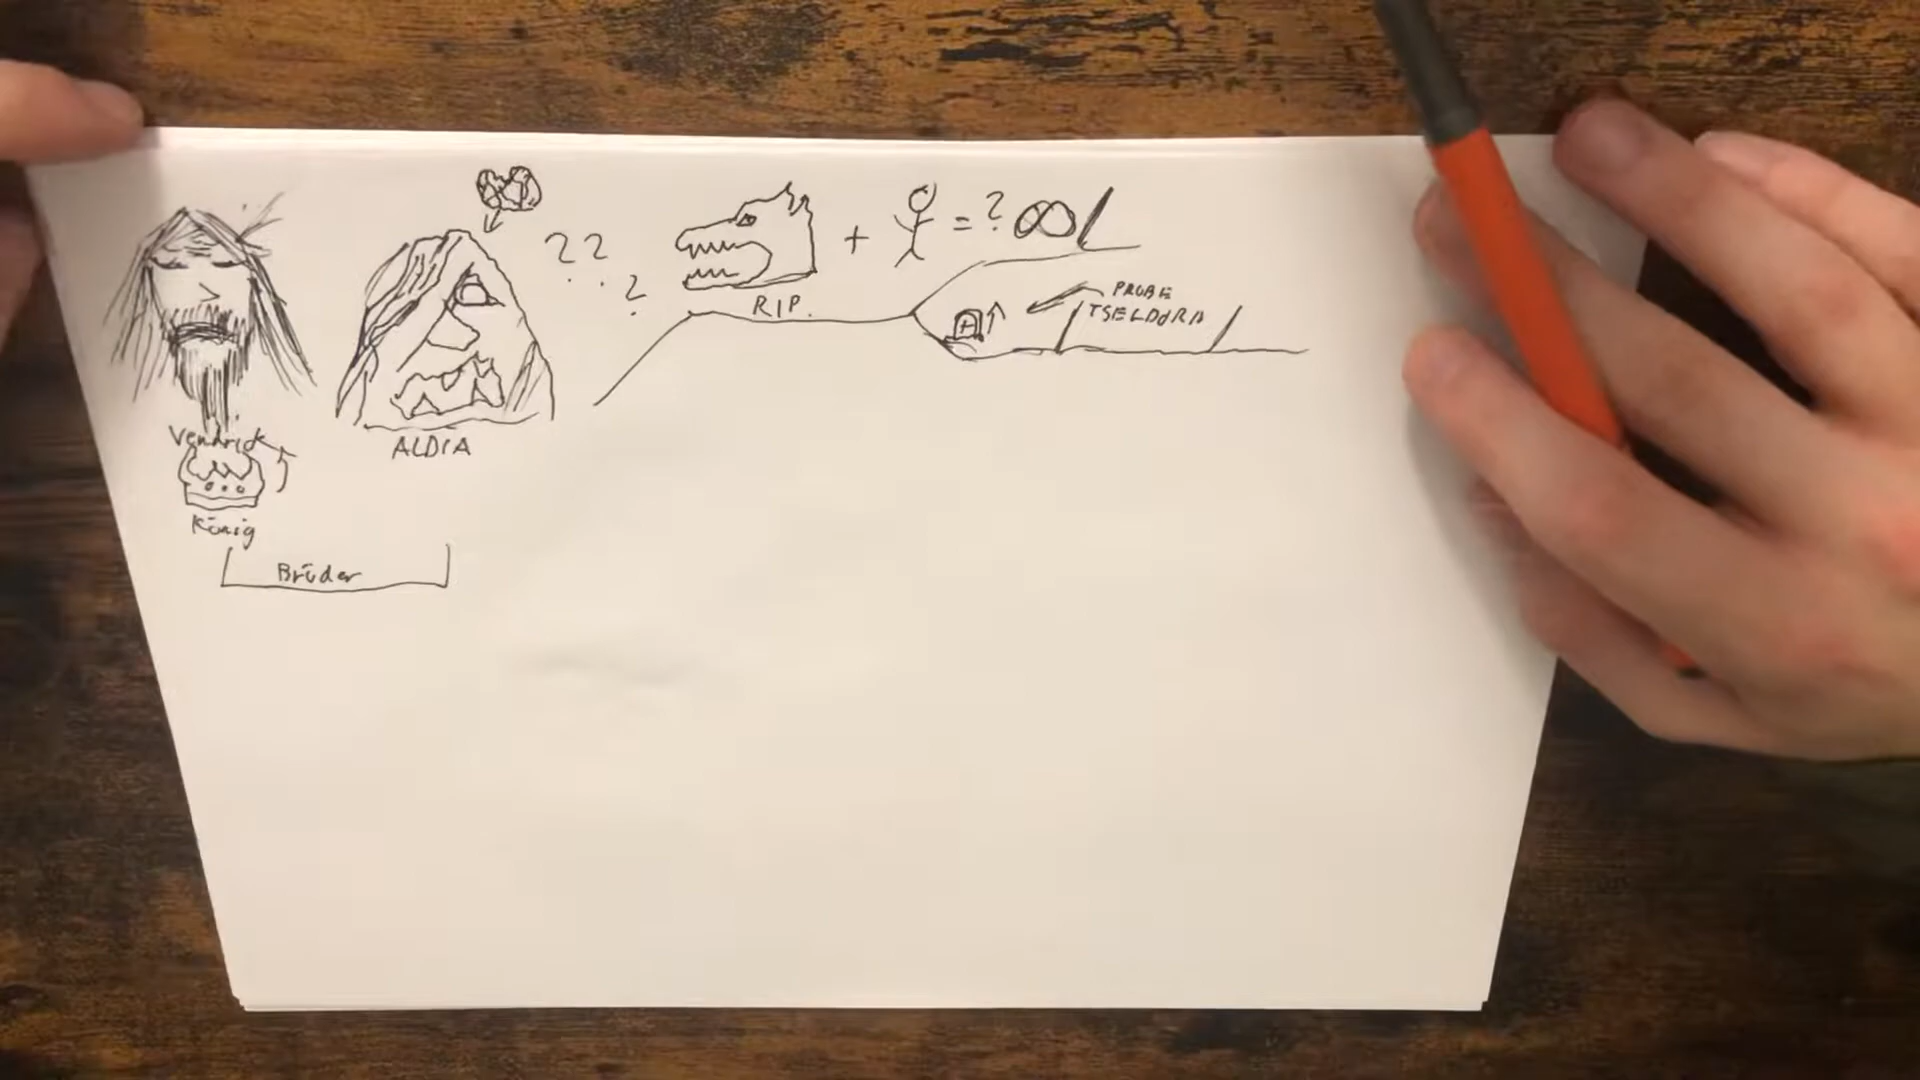 Vendrick
König
Brüder
ALDIA
? ?
?
RIP.
+ = ? ∞
PROBE
TSELDORA